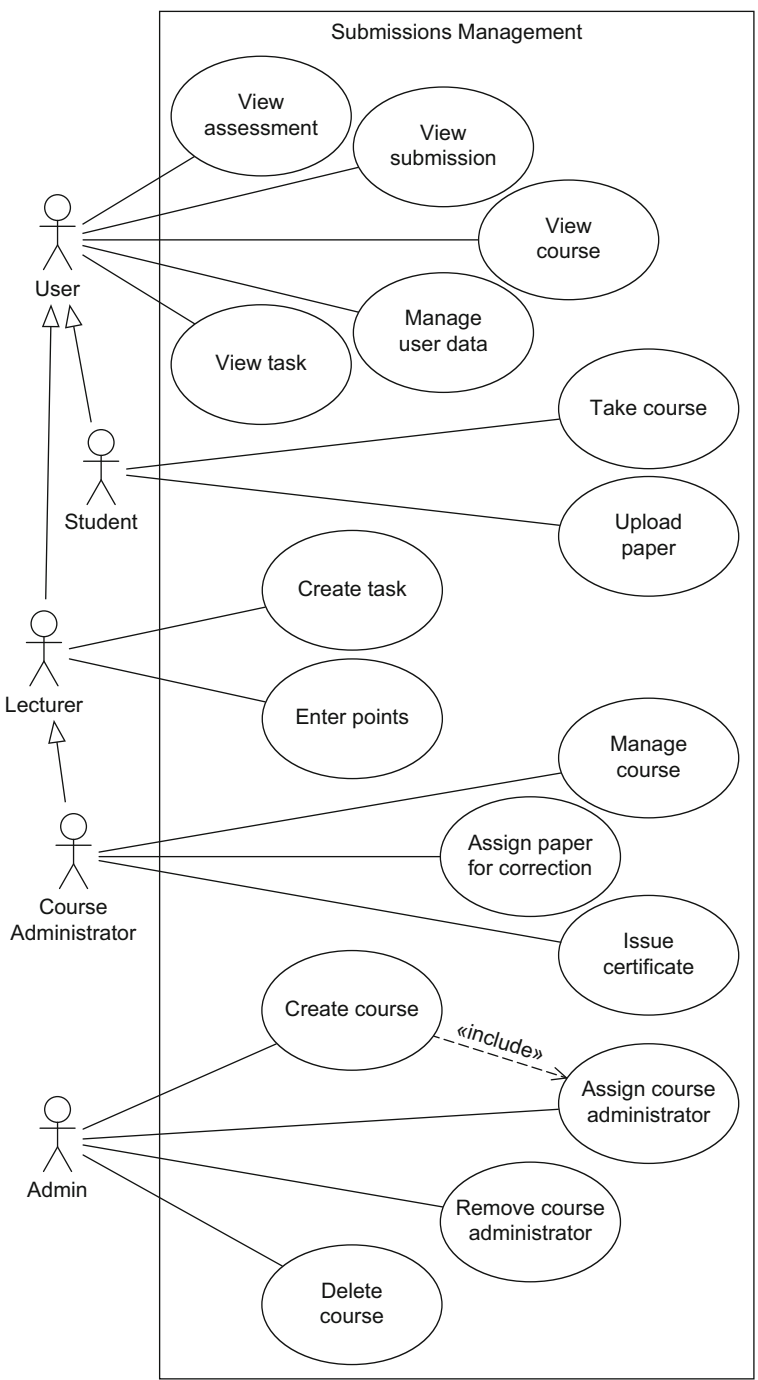 Submissions Management
View
assessment
View
submission
View
course
User
Manage
user data
View task
Take course
Student
Upload
paper
Create task
Lecturer
Enter points
Manage
course
Assign paper
for correction
Course
Administrator
Issue
certificate
Create course
«include»
Assign course
administrator
Admin
Remove course
administrator
Delete
course